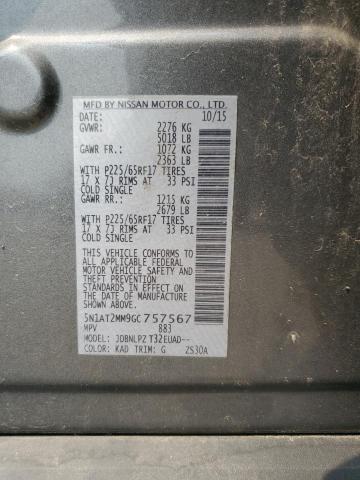 MFD BY NISSAN MOTOR CO., LTD.
10/15
GVWR: 2276 KG
5018 LB
GAWR FR.: 1072 KG
2363 LB
WITH P225/65RF17 TIRES
17 X 7J RIMS AT 33 PSI
COLD SINGLE
GAWR RR.: 1215 KG
2679 LB
WITH P225/65RF17 TIRES
17 X 7J RIMS AT 33 PSI
COLD SINGLE
THIS VEHICLE CONFORMS TO
ALL APPLICABLE FEDERAL
MOTOR VEHICLE SAFETY,
BUMPER, AND THEFT
PREVENTION STANDARDS IN
EFFECT ON THE DATE OF
MANUFACTURE SHOWN
ABOVE.
5N1AT2MM9GC757567
MPV 883
MODEL: JDBNLPZ T32EUAD--
COLOR: KAD TRIM: G ZS30A